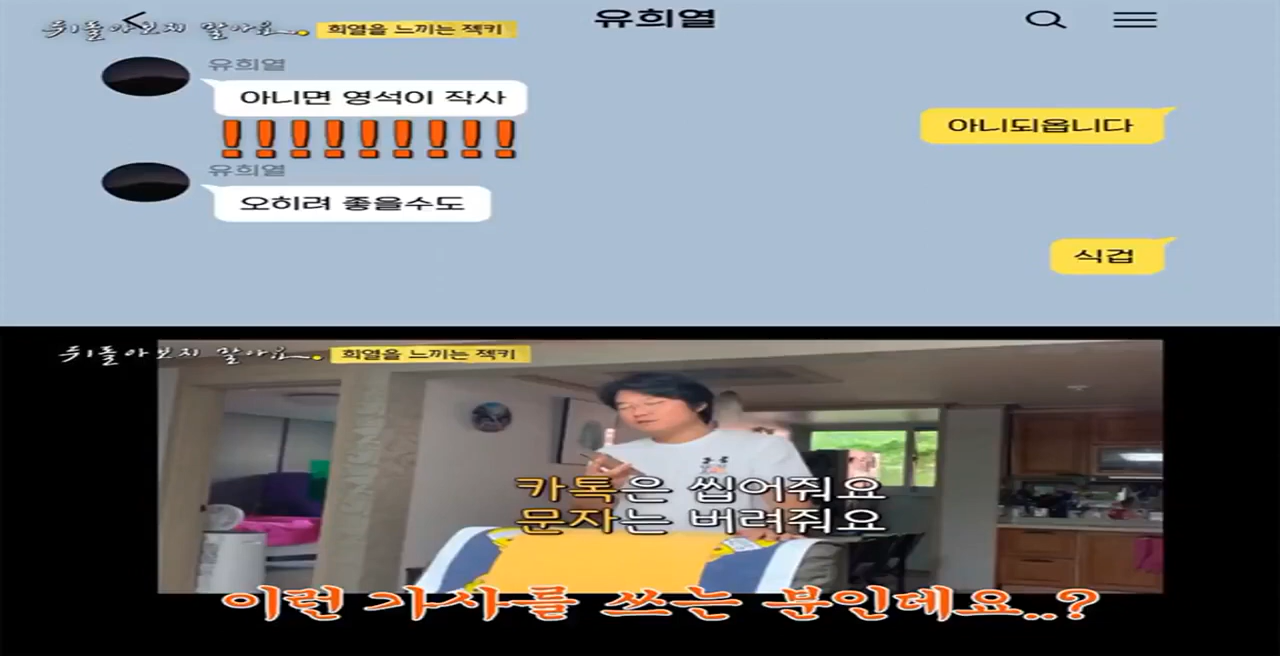 뒤돌아보지 말아요.
희열을 느끼는 젝키
유희열
유희열
아니면 영석이 작사
아니되옵니다
!!!!!!!!!
유희열
오히려 좋을수도
식겁
뒤돌아보지 말아요.
희열을 느끼는 젝키
카톡은 씹어줘요
문자는 버려줘요
이런 가사를 쓰는 분인데요..?